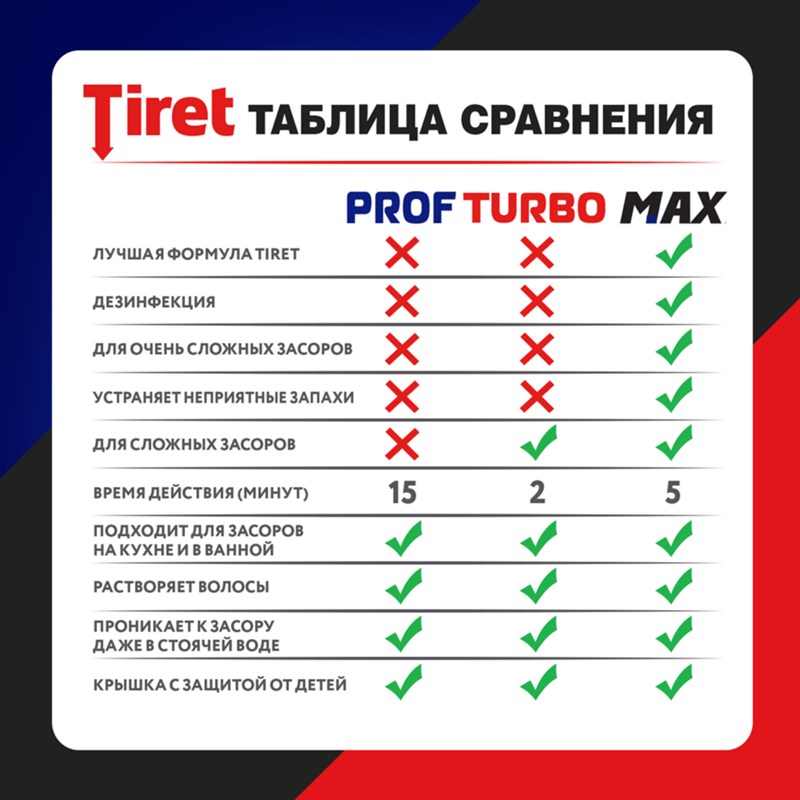 Tiret ТАБЛИЦА СРАВНЕНИЯ
PROF TURBO MAX
ЛУЧШАЯ ФОРМУЛА TIRET
ДЕЗИНФЕКЦИЯ
ДЛЯ ОЧЕНЬ СЛОЖНЫХ ЗАСОРОВ
УСТРАНЯЕТ НЕПРИЯТНЫЕ ЗАПАХИ
ДЛЯ СЛОЖНЫХ ЗАСОРОВ
ВРЕМЯ ДЕЙСТВИЯ (МИНУТ) 15 2 5
ПОДХОДИТ ДЛЯ ЗАСОРОВ
НА КУХНЕ И В ВАННОЙ
РАСТВОРЯЕТ ВОЛОСЫ
ПРОНИКАЕТ К ЗАСОРУ
ДАЖЕ В СТОЯЧЕЙ ВОДЕ
КРЫШКА С ЗАЩИТОЙ ОТ ДЕТЕЙ